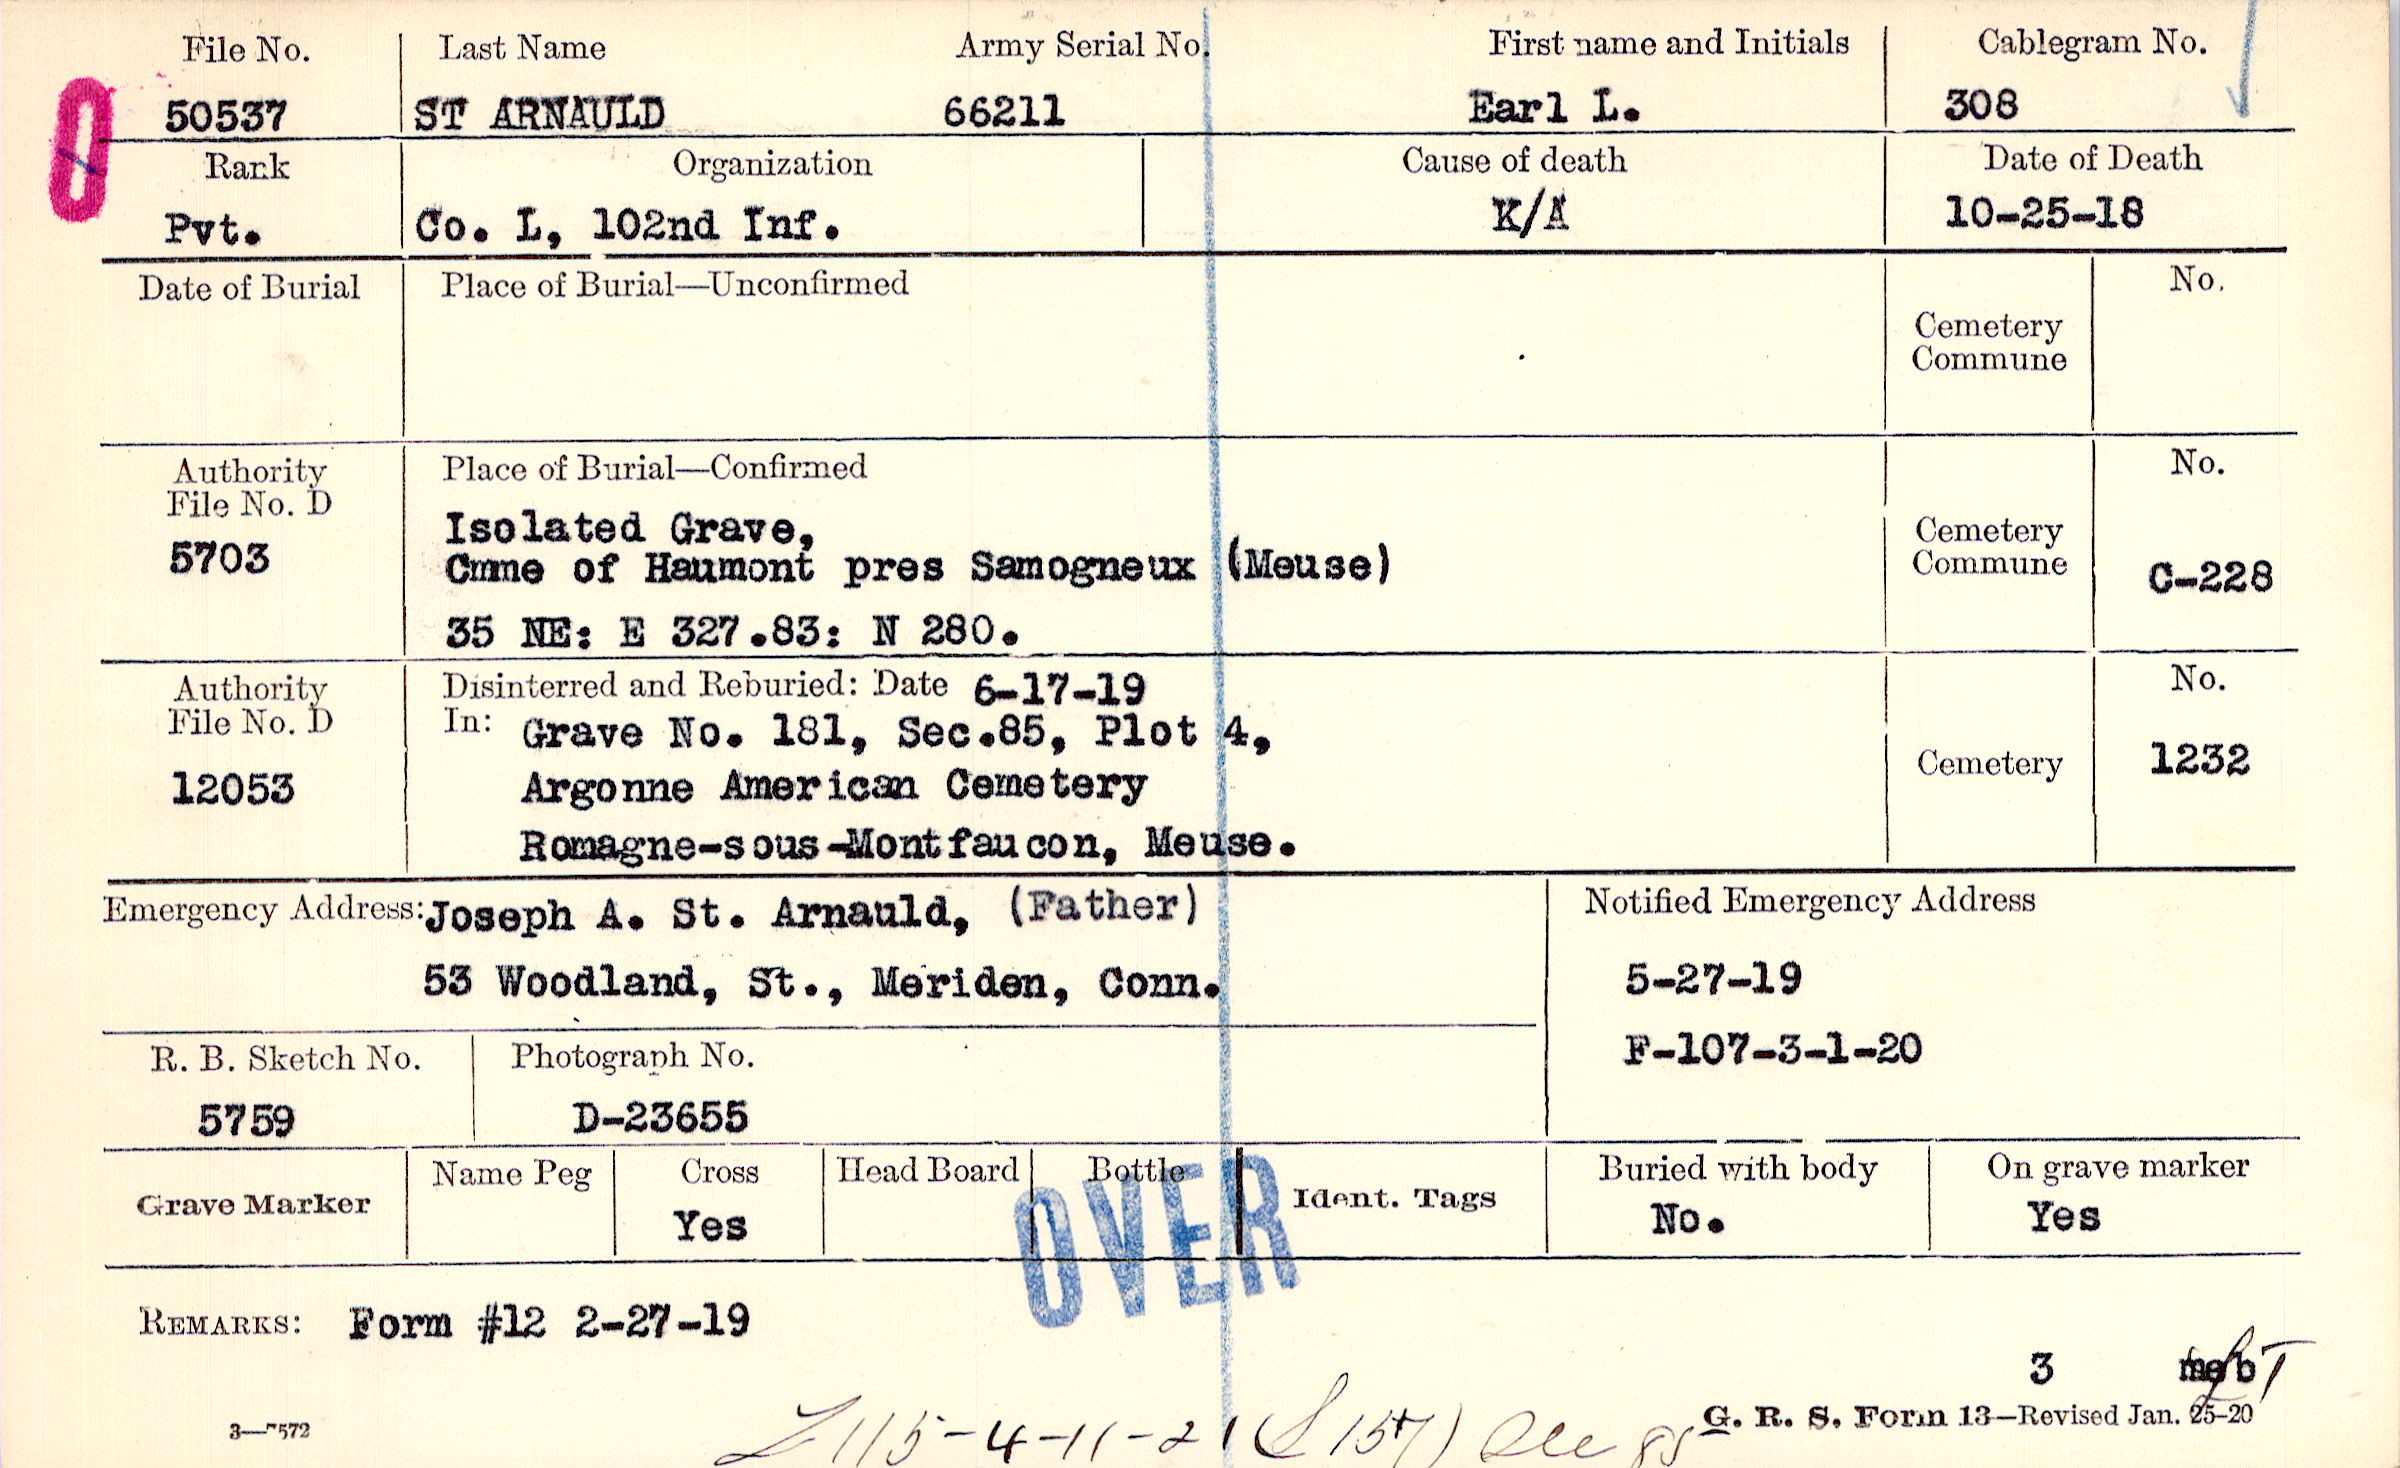 File No. Last Name Army Serial No. First name and Initials Cablegram No.
0
50537 ST ARNAULD 66211 Earl L. 308
Rank Organization Cause of death Date of Death
Pvt. Co. L, 102nd Inf. K/A 10-25-18
Date of Burial Place of Burial—Unconfirmed No.
Cemetery
Commune
Authority Place of Burial—Confirmed No.
File No. D
5703
Isolated Grave,
Cmme of Haumont pres Samogneux (Meuse)
35 NE: E 327.83: N 280.
Cemetery
Commune C-228
Authority Disinterred and Reburied: Date 6-17-19 No.
File No. D In: Grave No. 181, Sec.85, Plot 4,
12053 Argonne American Cemetery Cemetery 1232
Romagne-sous-Montfaucon, Meuse.
Emergency Address: Joseph A. St. Arnauld, (Father) Notified Emergency Address
53 Woodland, St., Meriden, Conn. 5-27-19
F-107-3-1-20
R. B. Sketch No. Photograph No.
5759 D-23655
Grave Marker Name Peg Cross Head Board Bottle Ident. Tags Buried with body On grave marker
Yes No. Yes
OVER
REMARKS: Form #12 2-27-19
3
3—7572 G. R. S. Form 13—Revised Jan. 25-20
115-4-11-21